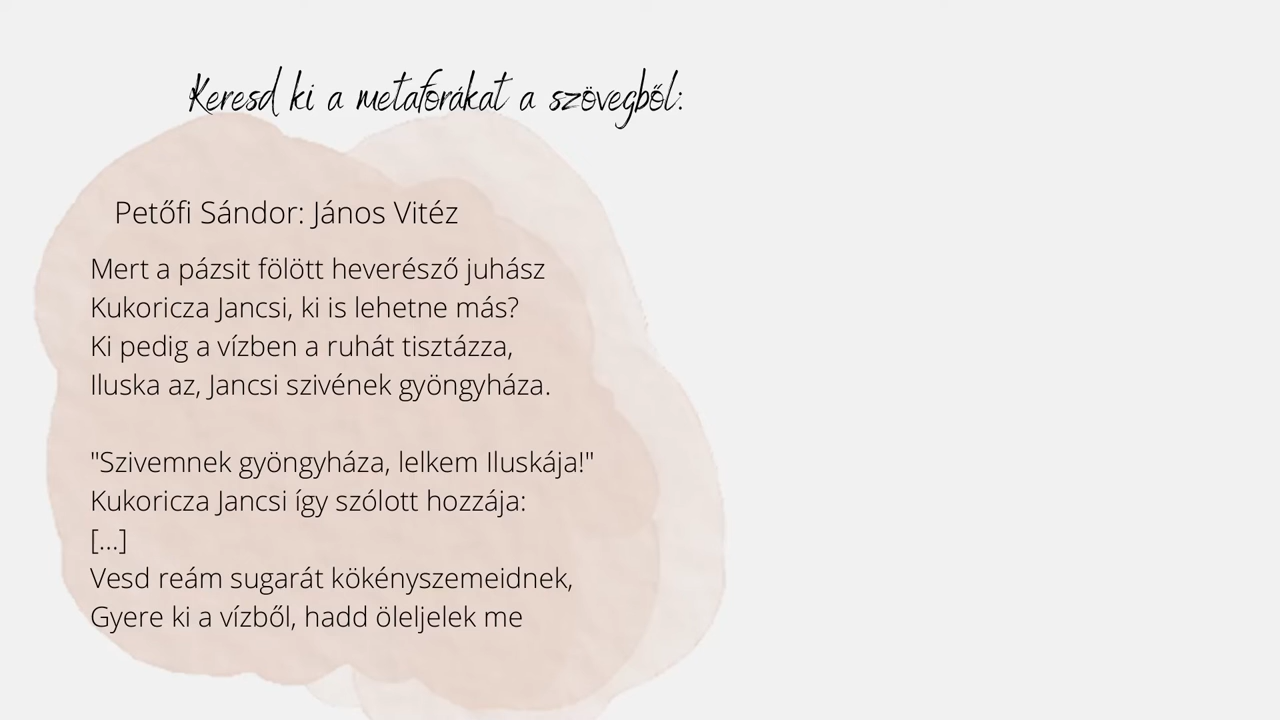 Keresd ki a metaforákat a szövegből:
Petőfi Sándor: János Vitéz
Mert a pázsit fölött heverésző juhász
Kukoricza Jancsi, ki is lehetne más?
Ki pedig a vízben a ruhát tisztázza,
Iluska az, Jancsi szivének gyöngyháza.
"Szivemnek gyöngyháza, lelkem Iluskája!"
Kukoricza Jancsi így szólott hozzája:
[...]
Vesd reám sugarát kökényszemeidnek,
Gyere ki a vízből, hadd öleljelek me